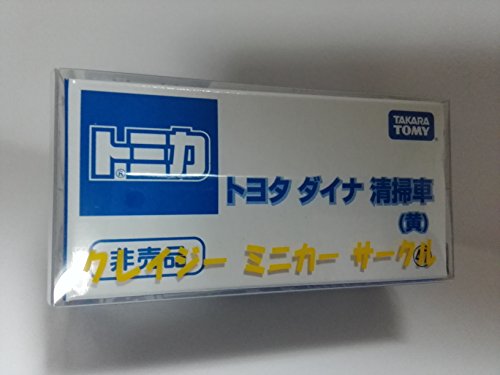 トミカ
TAKARA
TOMY
トヨタ ダイナ 清掃車
(黄)
非売品
クレイジー ミニカー サークル